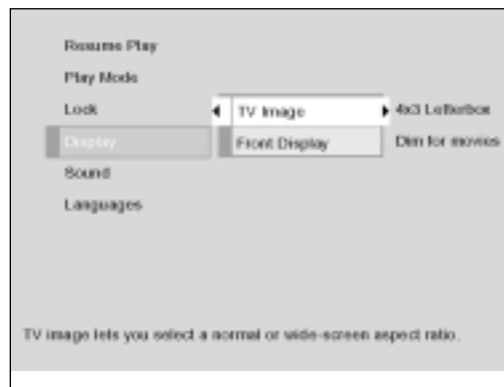 Resume Play
Play Mode
Lock
TV Image
4x3 Letterbox
Display
Front Display
Dim for movies
Sound
Languages
TV image lets you select a normal or wide-screen aspect ratio.